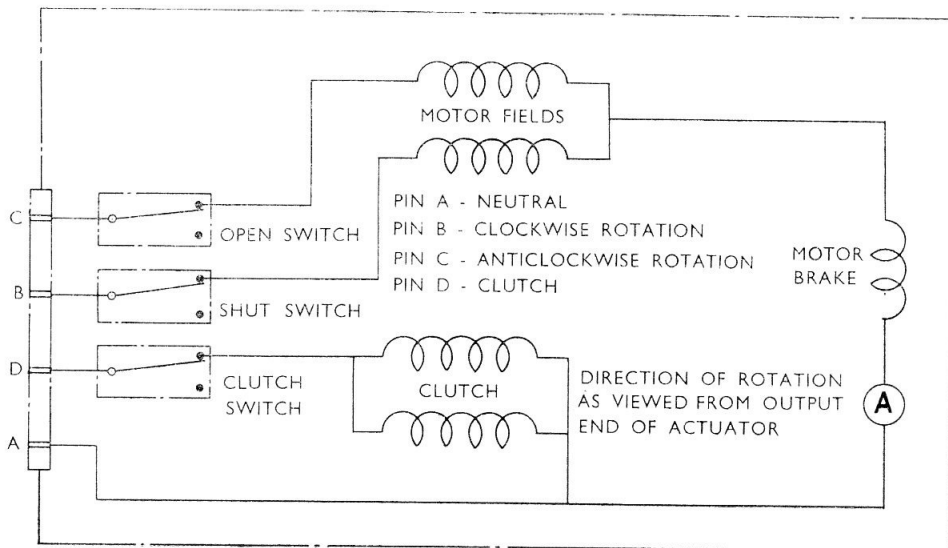 MOTOR FIELDS
C
OPEN SWITCH
PIN A - NEUTRAL
PIN B - CLOCKWISE ROTATION
PIN C - ANTICLOCKWISE ROTATION
PIN D - CLUTCH
MOTOR
BRAKE
B
SHUT SWITCH
D
CLUTCH
SWITCH
CLUTCH
DIRECTION OF ROTATION
AS VIEWED FROM OUTPUT
END OF ACTUATOR
A
A